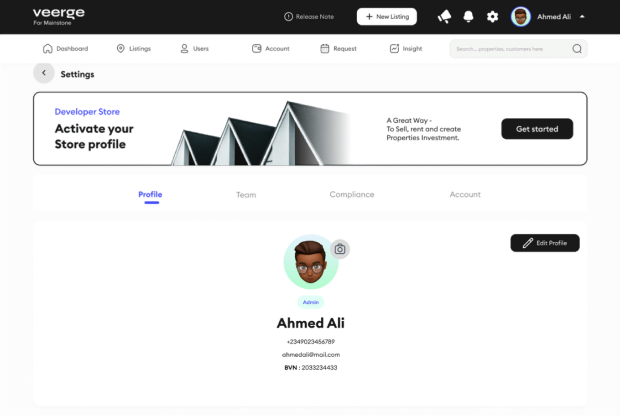 veerge
For Mainstone
Release Note
+ New Listing
Ahmed Ali
Dashboard
Listings
Users
Account
Request
Insight
Search... properties, customers here
Settings
Developer Store
Activate your
Store profile
A Great Way -
To Sell, rent and create
Properties Investment.
Get started
Profile
Team
Compliance
Account
Edit Profile
Admin
Ahmed Ali
+2349023456789
ahmedali@mail.com
BVN : 2033234433